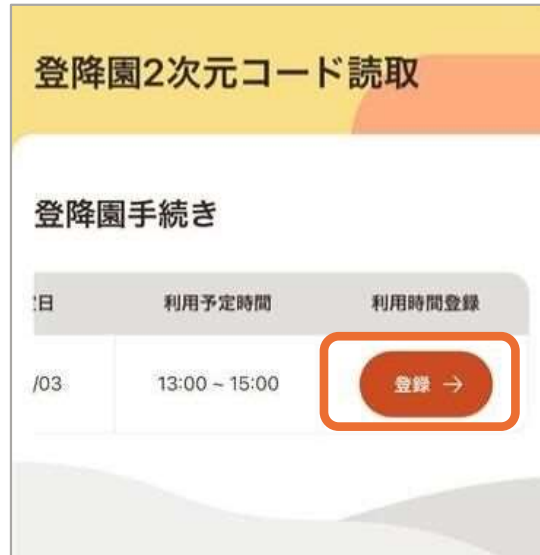 登降園2次元コード読取
登降園手続き
日 利用予定時間 利用時間登録
/03 13:00 ~ 15:00 登録 →